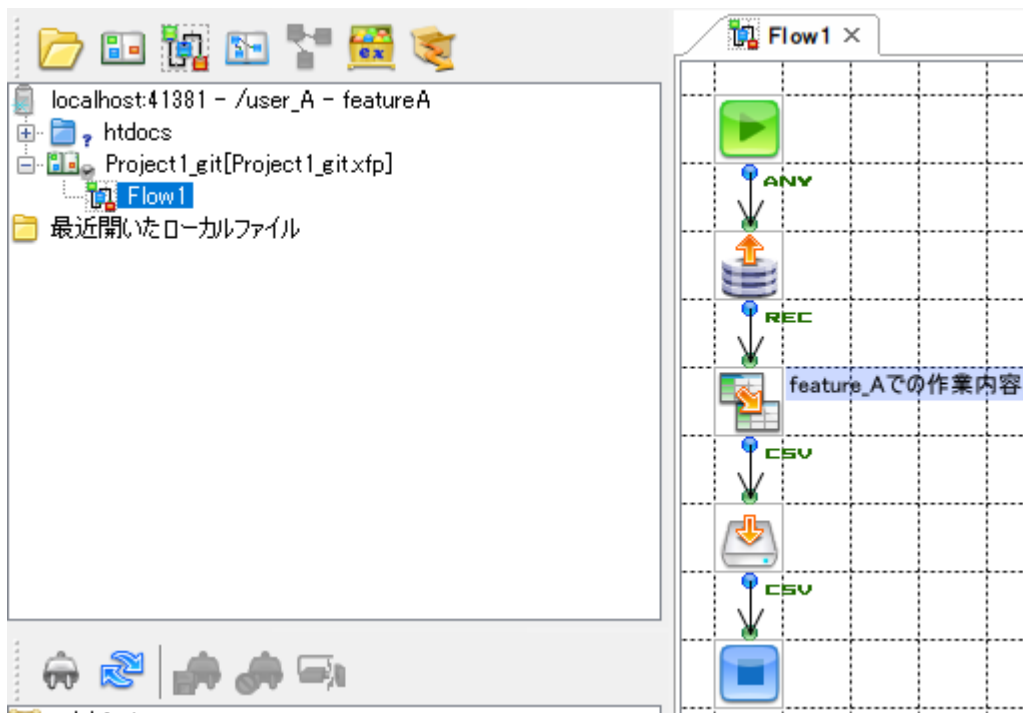 Flow1
localhost:41381 - /user_A - featureA
htdocs
Project1_git[Project1_git.xfp]
Flow1
最近開いたローカルファイル
ex
ANY
REC
feature_Aでの作業内容
CSV
CSV